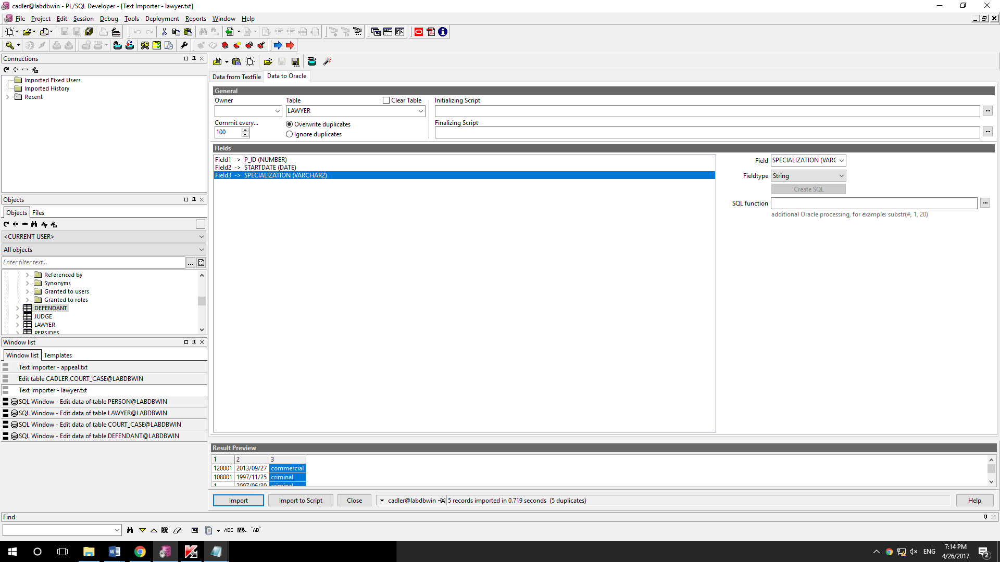 cadler@labdbwin - PL/SQL Developer - [Text Importer - lawyer.txt]
File Project Edit Session Debug Tools Deployment Reports Window Help
Connections
Imported Fixed Users
Imported History
Recent
Objects
Objects Files
<CURRENT USER>
All objects
Enter filter text...
Referenced by
Synonyms
Granted to users
Granted to roles
DEFENDANT
JUDGE
LAWYER
PERSIDES
Window list
Window list Templates
Text Importer - appeal.txt
Edit table CADLER.COURT_CASE@LABDBWIN
Text Importer - lawyer.txt
SQL Window - Edit data of table PERSON@LABDBWIN
SQL Window - Edit data of table LAWYER@LABDBWIN
SQL Window - Edit data of table COURT_CASE@LABDBWIN
SQL Window - Edit data of table DEFENDANT@LABDBWIN
Data from Textfile Data to Oracle
General
Owner Table Clear Table Initializing Script
LAWYER
Commit every... Overwrite duplicates Finalizing Script
100 Ignore duplicates
Fields
Field1 -> P_ID (NUMBER)
Field2 -> STARTDATE (DATE)
Field3 -> SPECIALIZATION (VARCHAR2)
Field SPECIALIZATION (VARC
Fieldtype String
Create SQL
SQL function
additional Oracle processing, for example: substr(#, 1, 20)
Result Preview
1 2 3
120001 2013/09/27 commercial
108001 1997/11/25 criminal
1 2007/06/30 criminal
Import Import to Script Close cadler@labdbwin 5 records imported in 0.719 seconds (5 duplicates) Help
Find
ABC "AB"
ENG 7:14 PM
4/26/2017 2